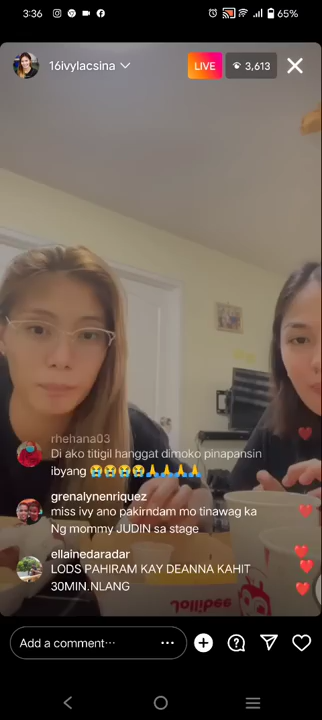 3:36
65%
16ivylacsina
LIVE
3,613
rhehana03
Di ako titigil hanggat dimoko pinapansin
ibyang 😭😭😭😭🙏🙏🙏🙏
grenalynenriquez
miss ivy ano pakirndam mo tinawag ka
Ng mommy JUDIN sa stage
ellainedaradar
LODS PAHIRAM KAY DEANNA KAHIT
30MIN.NLANG
Jollibee
Add a comment...